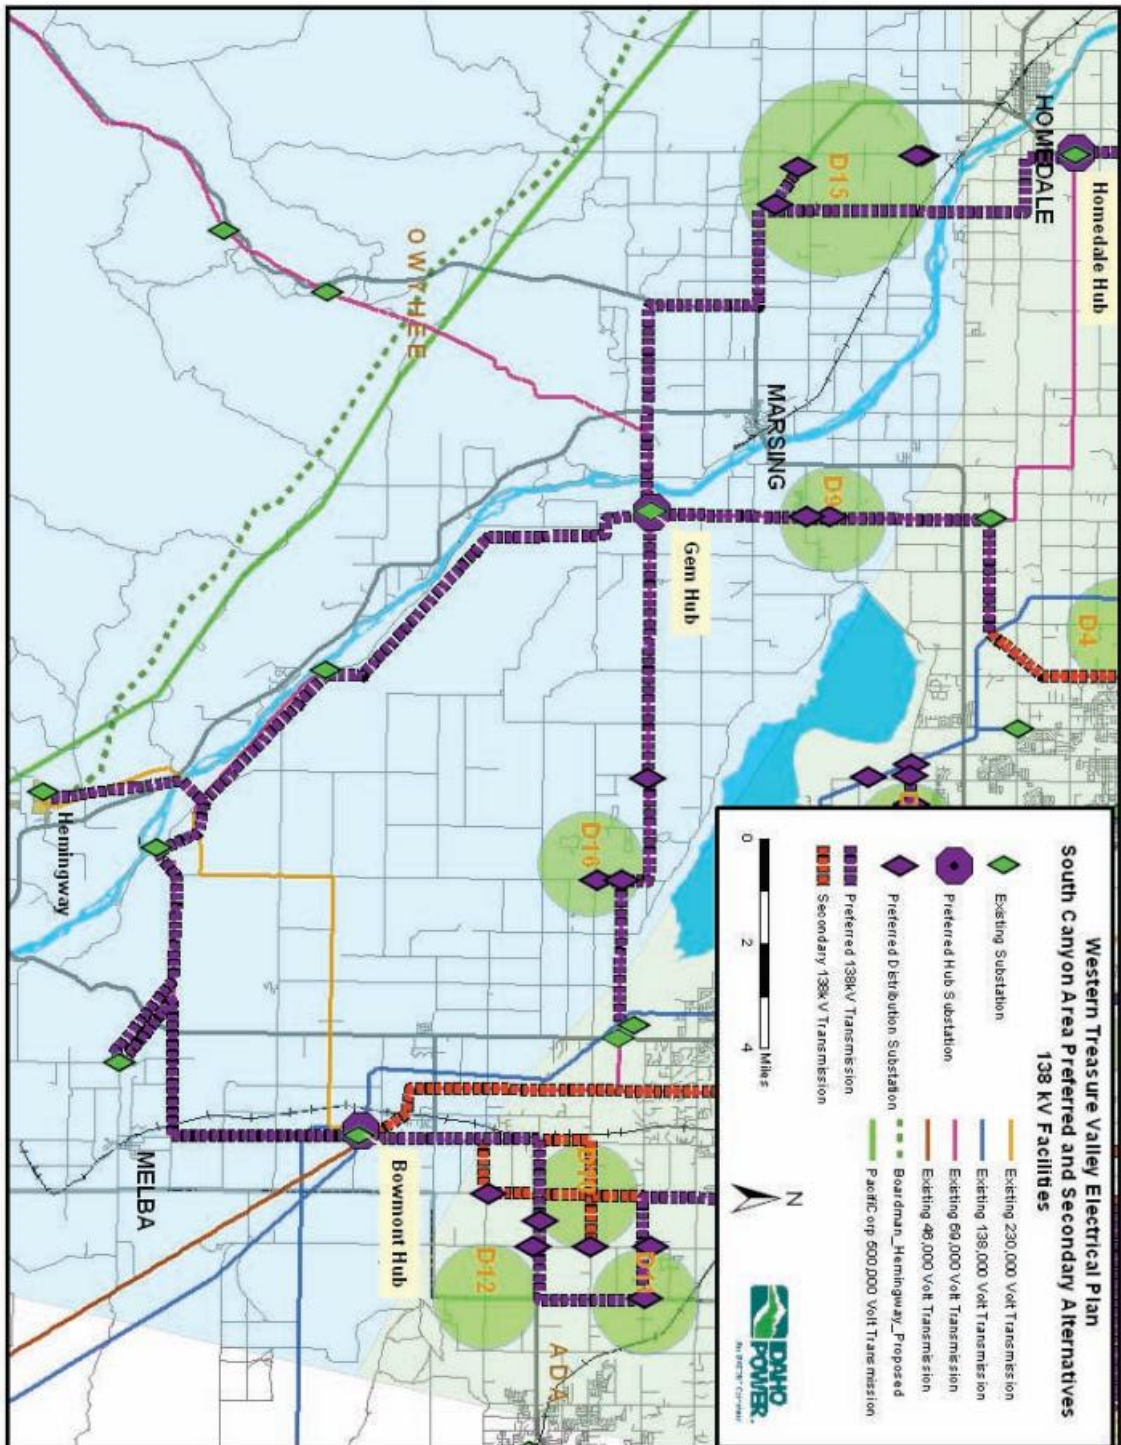 Western Treasure Valley Electrical Plan
South Canyon Area Preferred and Secondary Alternatives
138 kV Facilities
Existing Substation
Preferred Hub Substation
Preferred Distribution Substation
Preferred 138kV Transmission
Secondary 138kV Transmission
Existing 230,000 Volt Transmission
Existing 138,000 Volt Transmission
Existing 69,000 Volt Transmission
Existing 46,000 Volt Transmission
Boardman_Hemingway_Proposed
PacifiCorp 500,000 Volt Transmission
0 2 4
Miles
N
IDAHO
POWER
An IDACORP Company
Homedale Hub
HOMEDALE
D15
D4
D9
MARSING
OWYHEE
Gem Hub
D16
D11
D12
Bowmont Hub
ADA
MELBA
Hemingway